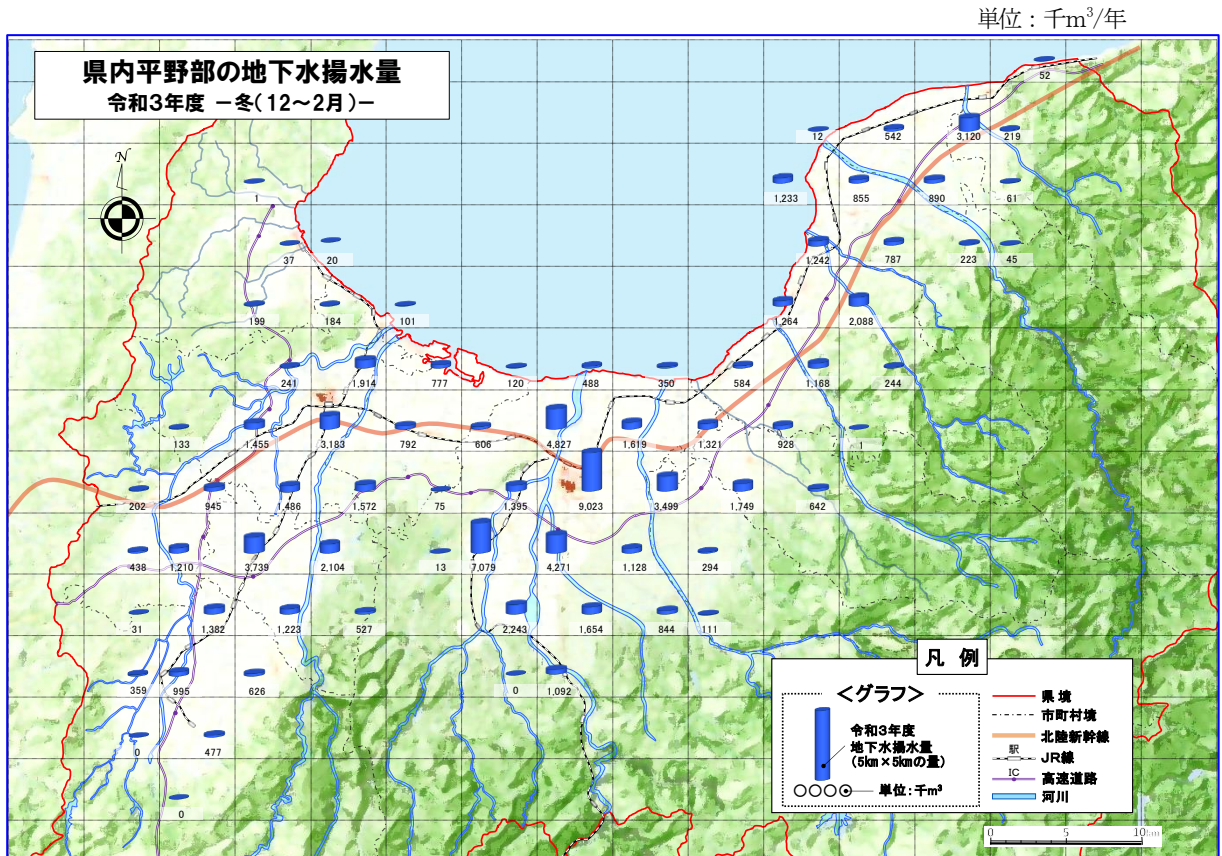 単位：千m³/年
県内平野部の地下水揚水量
令和3年度 －冬(12～2月)－
N
52
12 542 3,120 219
1 1,233 855 890 61
37 20 1,242 787 223 45
199 184 101 1,264 2,088
241 1,914 777 120 488 350 584 1,168 244
133 1,455 3,183 792 606 4,827 1,619 1,321 928 1
202 945 1,486 1,572 75 1,395 9,023 3,499 1,749 642
438 1,210 3,739 2,104 13 7,079 4,271 1,128 294
31 1,382 1,223 527 2,243 1,654 844 111
359 995 626 0 1,092
0 477
0
凡 例
＜グラフ＞
令和3年度
地下水揚水量
(5km×5kmの量)
単位：千m³
県境
市町村境
北陸新幹線
駅
JR線
IC
高速道路
河川
0 5 10km